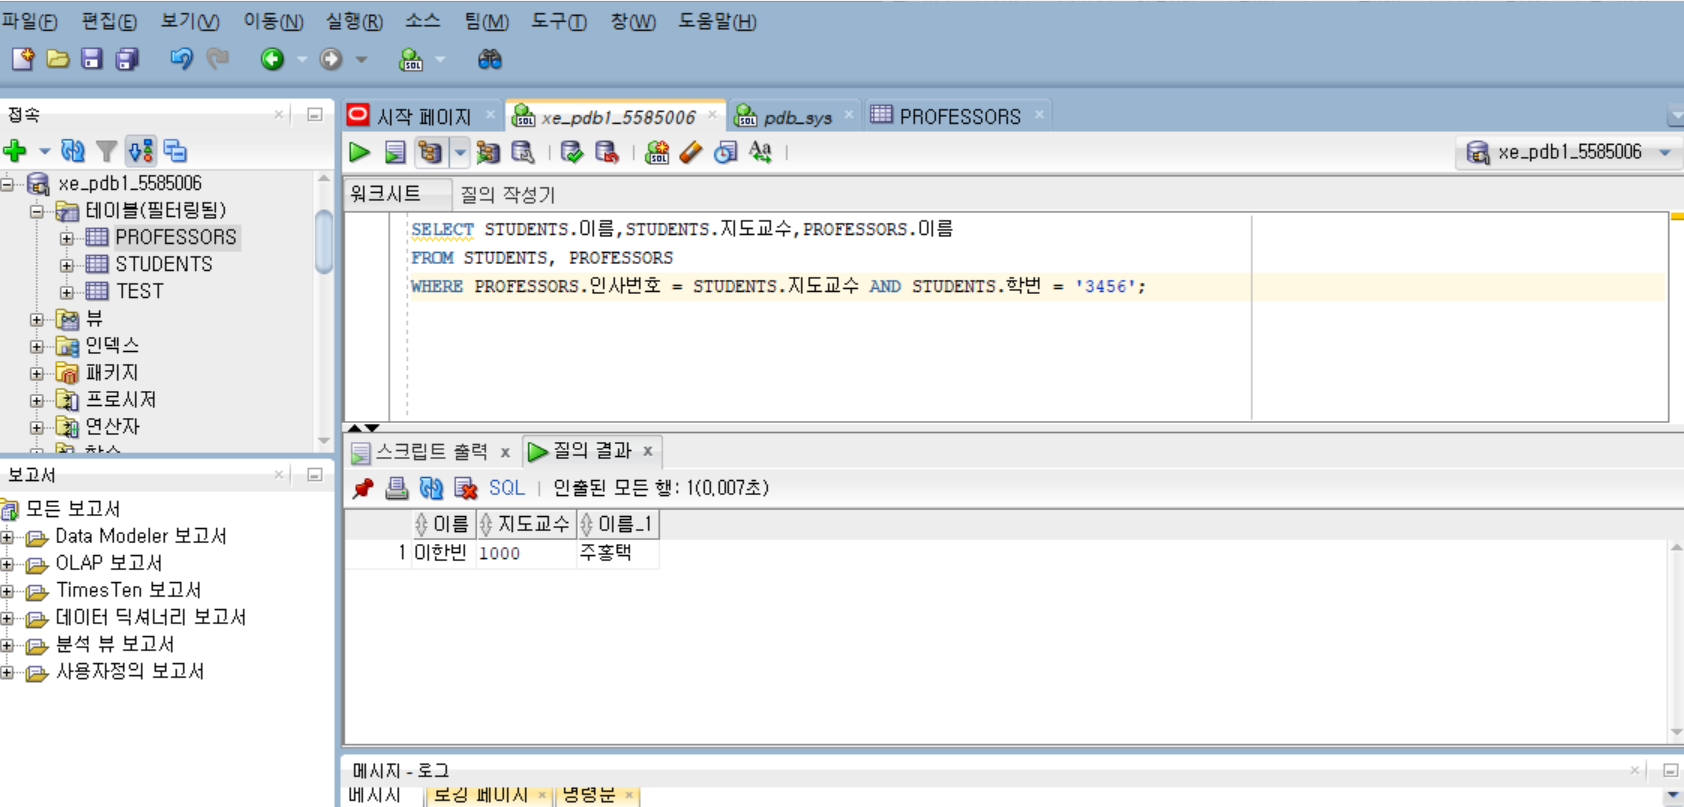 파일(F) 편집(E) 보기(V) 이동(N) 실행(R) 소스 팀(M) 도구(T) 창(W) 도움말(H)
접속
xe_pdb1_5585006
테이블(필터링됨)
PROFESSORS
STUDENTS
TEST
뷰
인덱스
패키지
프로시저
연산자
보고서
모든 보고서
Data Modeler 보고서
OLAP 보고서
TimesTen 보고서
데이터 딕셔너리 보고서
분석 뷰 보고서
사용자정의 보고서
시작 페이지 xe_pdb1_5585006 pdb_sys PROFESSORS
xe_pdb1_5585006
워크시트 질의 작성기
SELECT STUDENTS.이름,STUDENTS.지도교수,PROFESSORS.이름
FROM STUDENTS, PROFESSORS
WHERE PROFESSORS.인사번호 = STUDENTS.지도교수 AND STUDENTS.학번 = '3456';
스크립트 출력 x 질의 결과 x
SQL | 인출된 모든 행: 1(0,007초)
이름 지도교수 이름_1
1 이한빈 1000 주홍택
메시지 - 로그
메시지 로깅 페이지 명령문